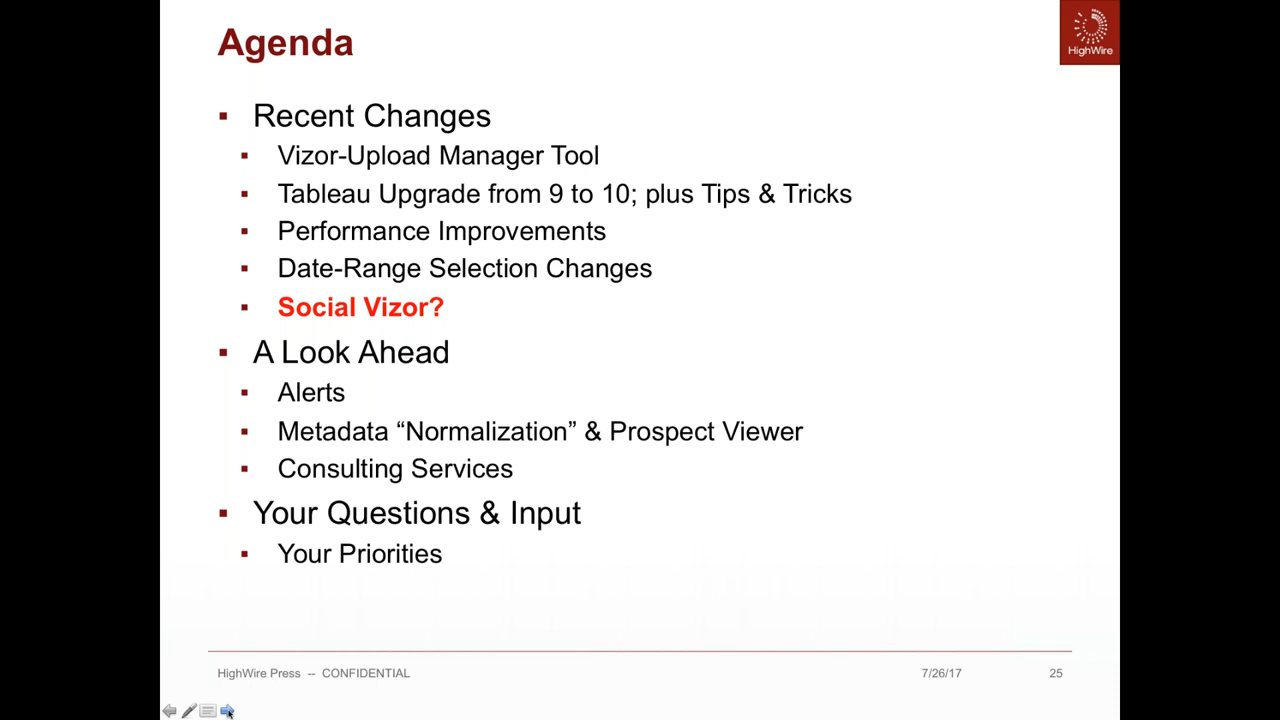 Agenda
HighWire
▪ Recent Changes
▪ Vizor-Upload Manager Tool
▪ Tableau Upgrade from 9 to 10; plus Tips & Tricks
▪ Performance Improvements
▪ Date-Range Selection Changes
▪ Social Vizor?
▪ A Look Ahead
▪ Alerts
▪ Metadata “Normalization” & Prospect Viewer
▪ Consulting Services
▪ Your Questions & Input
▪ Your Priorities
HighWire Press -- CONFIDENTIAL 7/26/17 25